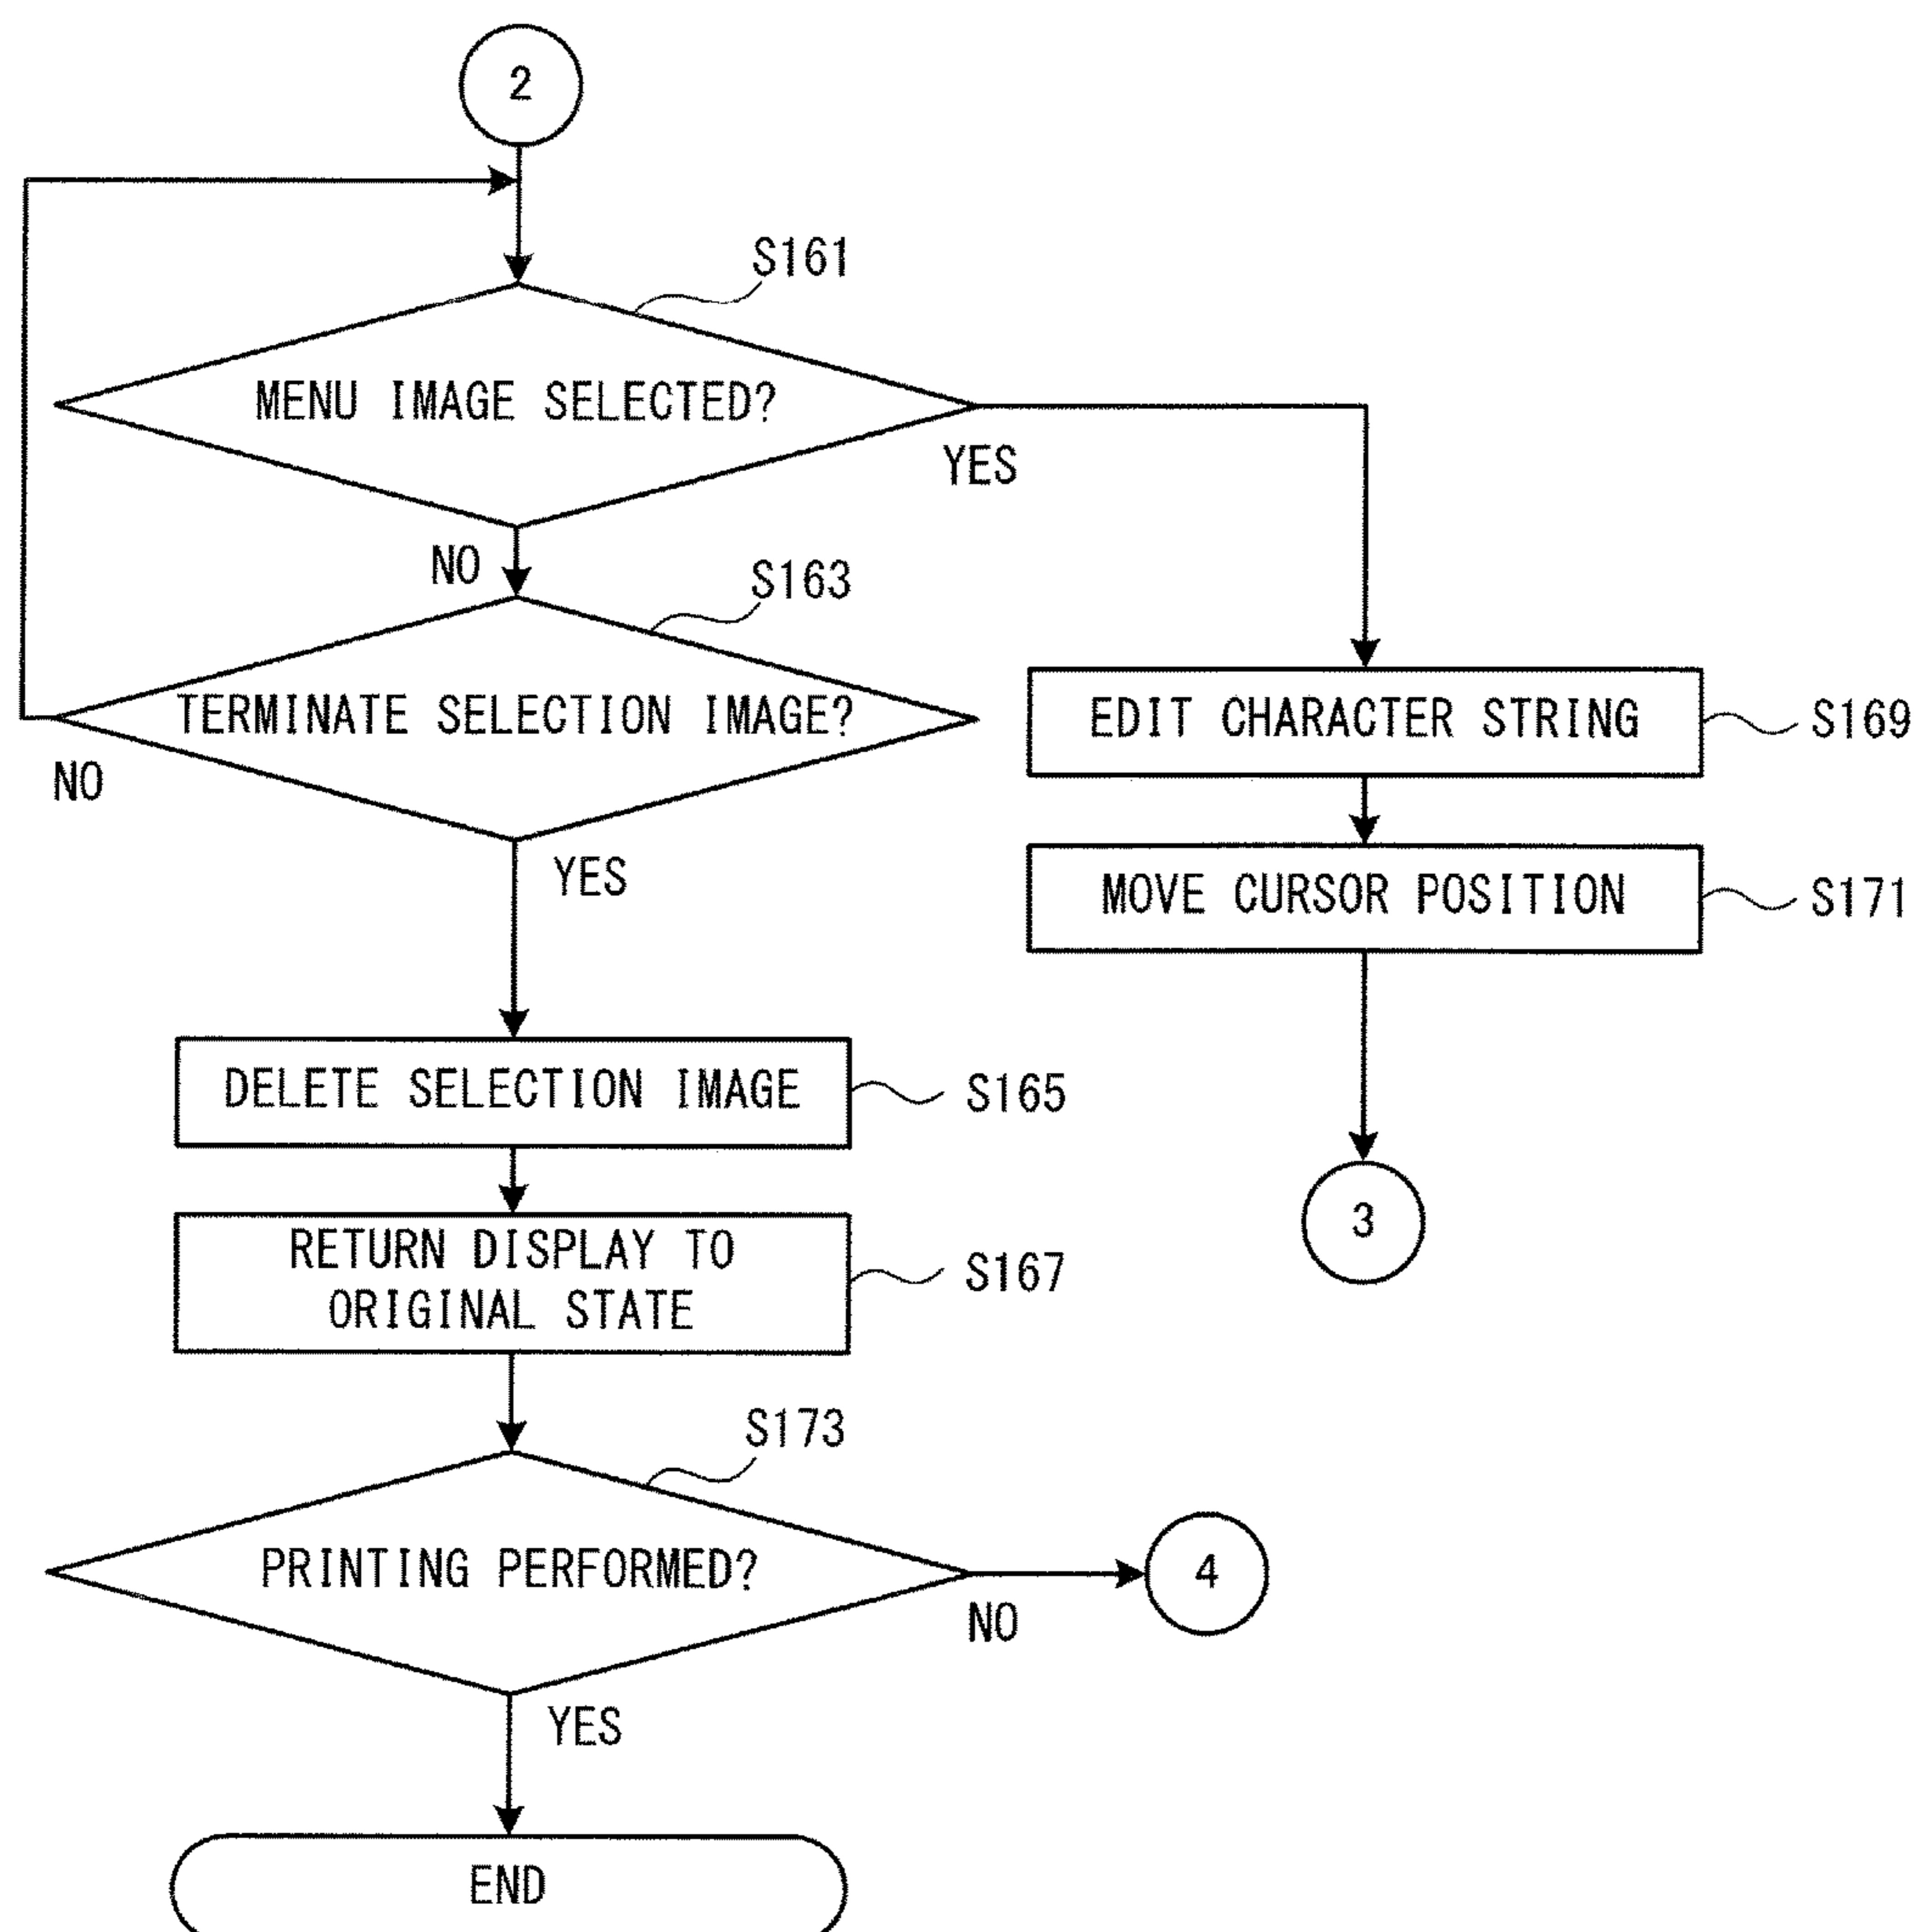 2
S161
MENU IMAGE SELECTED?
YES
NO
S163
TERMINATE SELECTION IMAGE?
NO
YES
EDIT CHARACTER STRING
S169
MOVE CURSOR POSITION
S171
3
DELETE SELECTION IMAGE
S165
RETURN DISPLAY TO
ORIGINAL STATE
S167
S173
PRINTING PERFORMED?
NO
4
YES
END